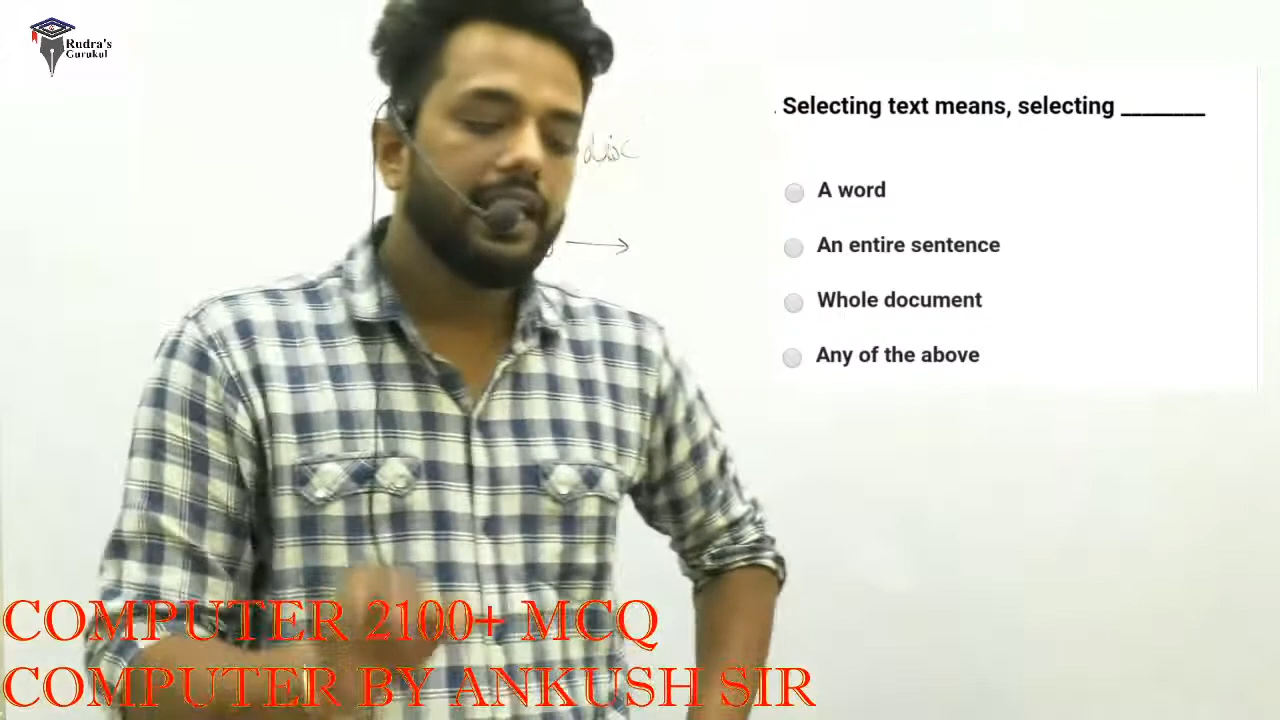 Rudra's
Gurukul
. Selecting text means, selecting ________
A word
An entire sentence
Whole document
Any of the above
disc
COMPUTER 2100+ MCQ
COMPUTER BY ANKUSH SIR